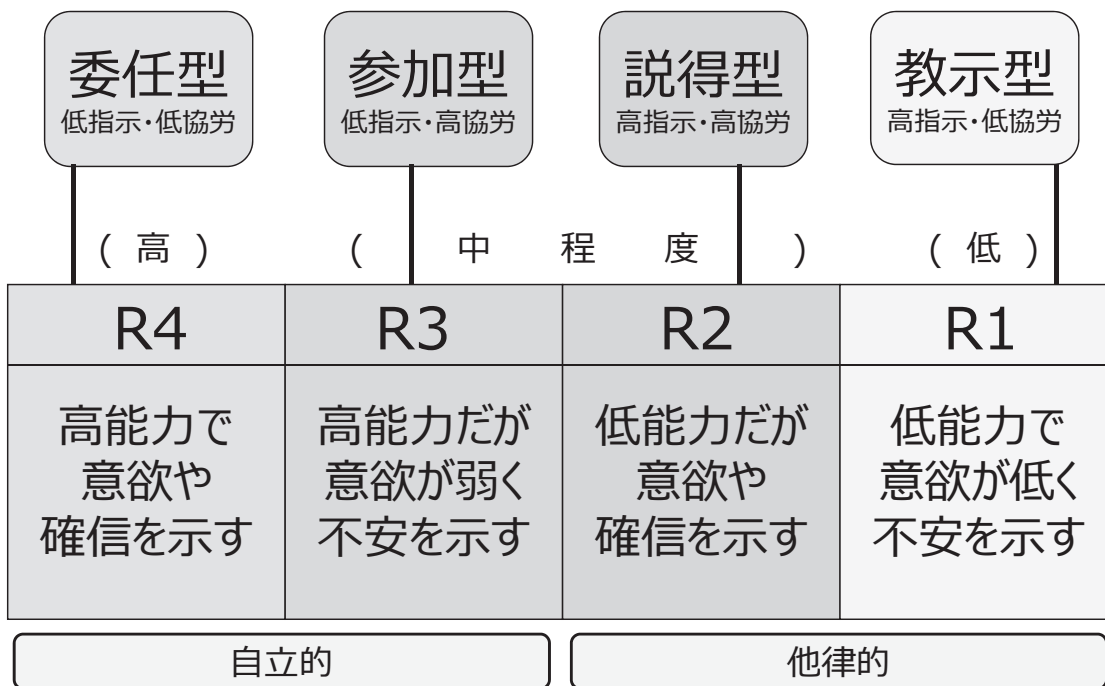 委任型
低指示・低協労
参加型
低指示・高協労
説得型
高指示・高協労
教示型
高指示・低協労
(高)
(中程度)
(低)
R4
R3
R2
R1
高能力で
意欲や
確信を示す
高能力だが
意欲が弱く
不安を示す
低能力だが
意欲や
確信を示す
低能力で
意欲が低く
不安を示す
自立的
他律的